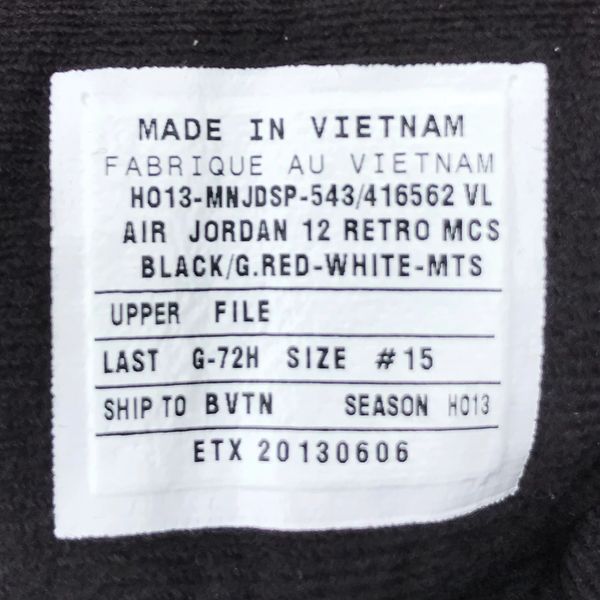 MADE IN VIETNAM
FABRIQUE AU VIETNAM
HO13-MNJDSP-543/416562 VL
AIR JORDAN 12 RETRO MCS
BLACK/G.RED-WHITE-MTS
UPPER FILE
LAST G-72H SIZE #15
SHIP TO BVTN SEASON HO13
ETX 20130606